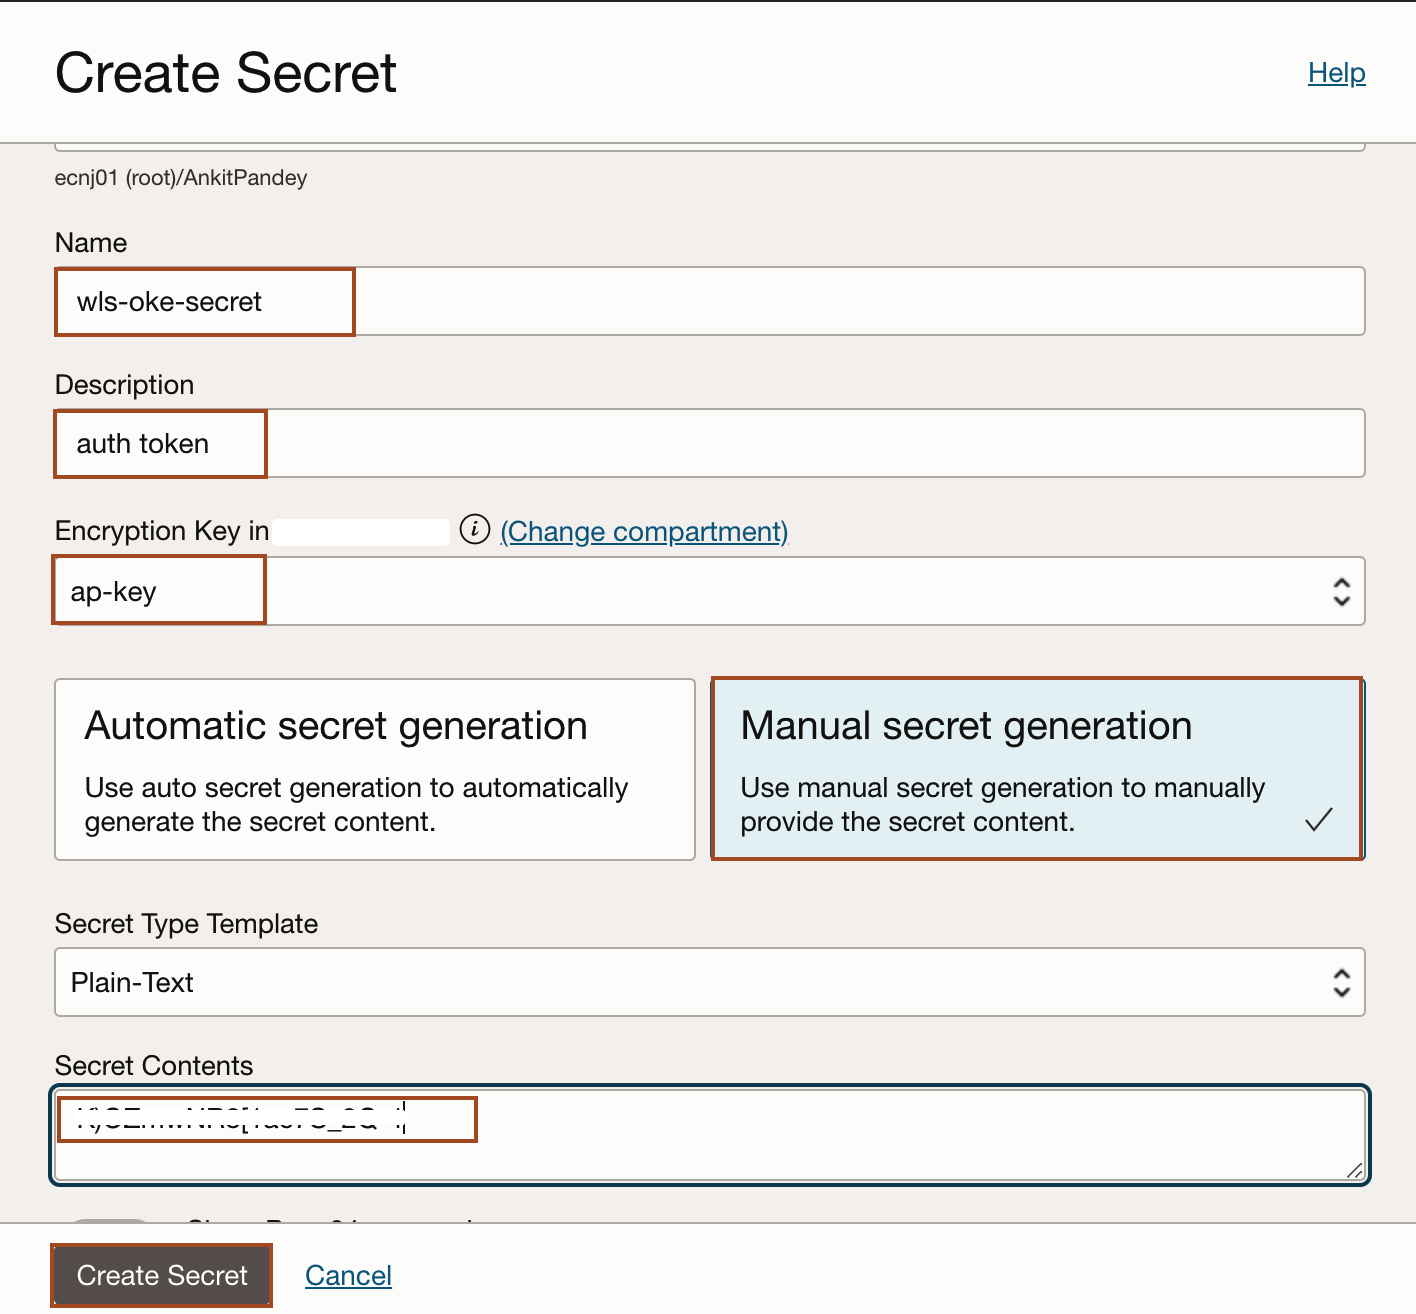 Create Secret
Help
ecnj01 (root)/AnkitPandey
Name
wls-oke-secret
Description
auth token
Encryption Key in
i (Change compartment)
ap-key
Automatic secret generation
Use auto secret generation to automatically
generate the secret content.
Manual secret generation
Use manual secret generation to manually
provide the secret content.
Secret Type Template
Plain-Text
Secret Contents
Create Secret
Cancel